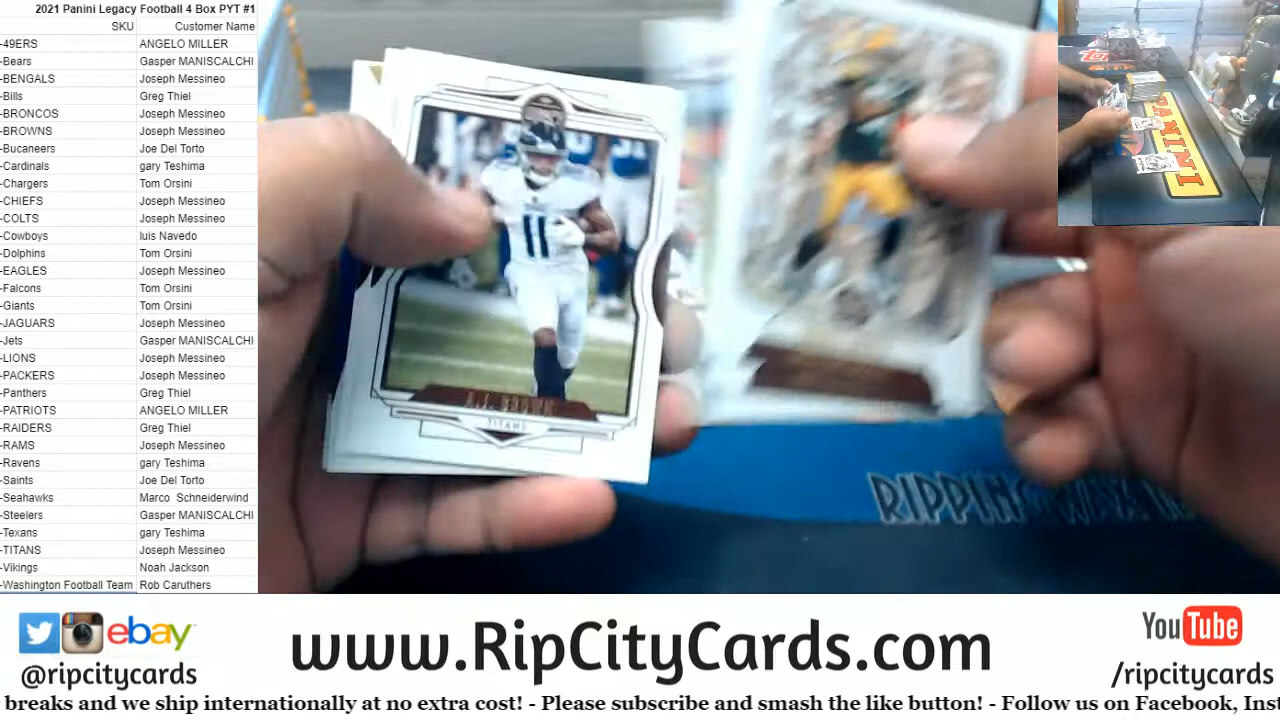 2021 Panini Legacy Football 4 Box PYT #1
SKU Customer Name
-49ERS ANGELO MILLER
-Bears Gasper MANISCALCHI
-BENGALS Joseph Messineo
-Bills Greg Thiel
-BRONCOS Joseph Messineo
-BROWNS Joseph Messineo
-Bucaneers Joe Del Torto
-Cardinals gary Teshima
-Chargers Tom Orsini
-CHIEFS Joseph Messineo
-COLTS Joseph Messineo
-Cowboys luis Navedo
-Dolphins Tom Orsini
-EAGLES Joseph Messineo
-Falcons Tom Orsini
-Giants Tom Orsini
-JAGUARS Joseph Messineo
-Jets Gasper MANISCALCHI
-LIONS Joseph Messineo
-PACKERS Joseph Messineo
-Panthers Greg Thiel
-PATRIOTS ANGELO MILLER
-RAIDERS Greg Thiel
-RAMS Joseph Messineo
-Ravens gary Teshima
-Saints Joe Del Torto
-Seahawks Marco Schneiderwind
-Steelers Gasper MANISCALCHI
-Texans gary Teshima
-TITANS Joseph Messineo
-Vikings Noah Jackson
-Washington Football Team Rob Caruthers
11
A.J. BROWN
TITANS
PANINI
RIPPING WAX
ebay
@ripcitycards
www.RipCityCards.com
YouTube
/ripcitycards
breaks and we ship internationally at no extra cost! - Please subscribe and smash the like button! - Follow us on Facebook, Inst